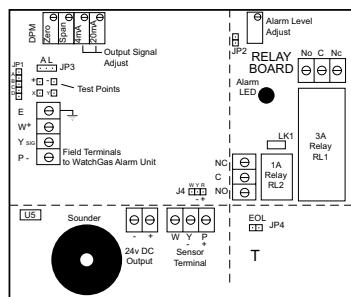 DPM
Zero
Span
4mA
20mA
Output Signal
Adjust
A L
JP3
JP1
A
B
C
D
+ -
X Y
Test Points
E
W+
Y SIG
P -
Field Terminals
to WatchGas Alarm Unit
Alarm Level
Adjust
JP2
RELAY
BOARD
Alarm
LED
No C Nc
LK1
3A
Relay
RL1
NC
C
NO
1A
Relay
RL2
J4
W Y R
- +
U5
Sounder
- +
24v DC
Output
W Y P
- +
Sensor
Terminal
EOL
JP4
T